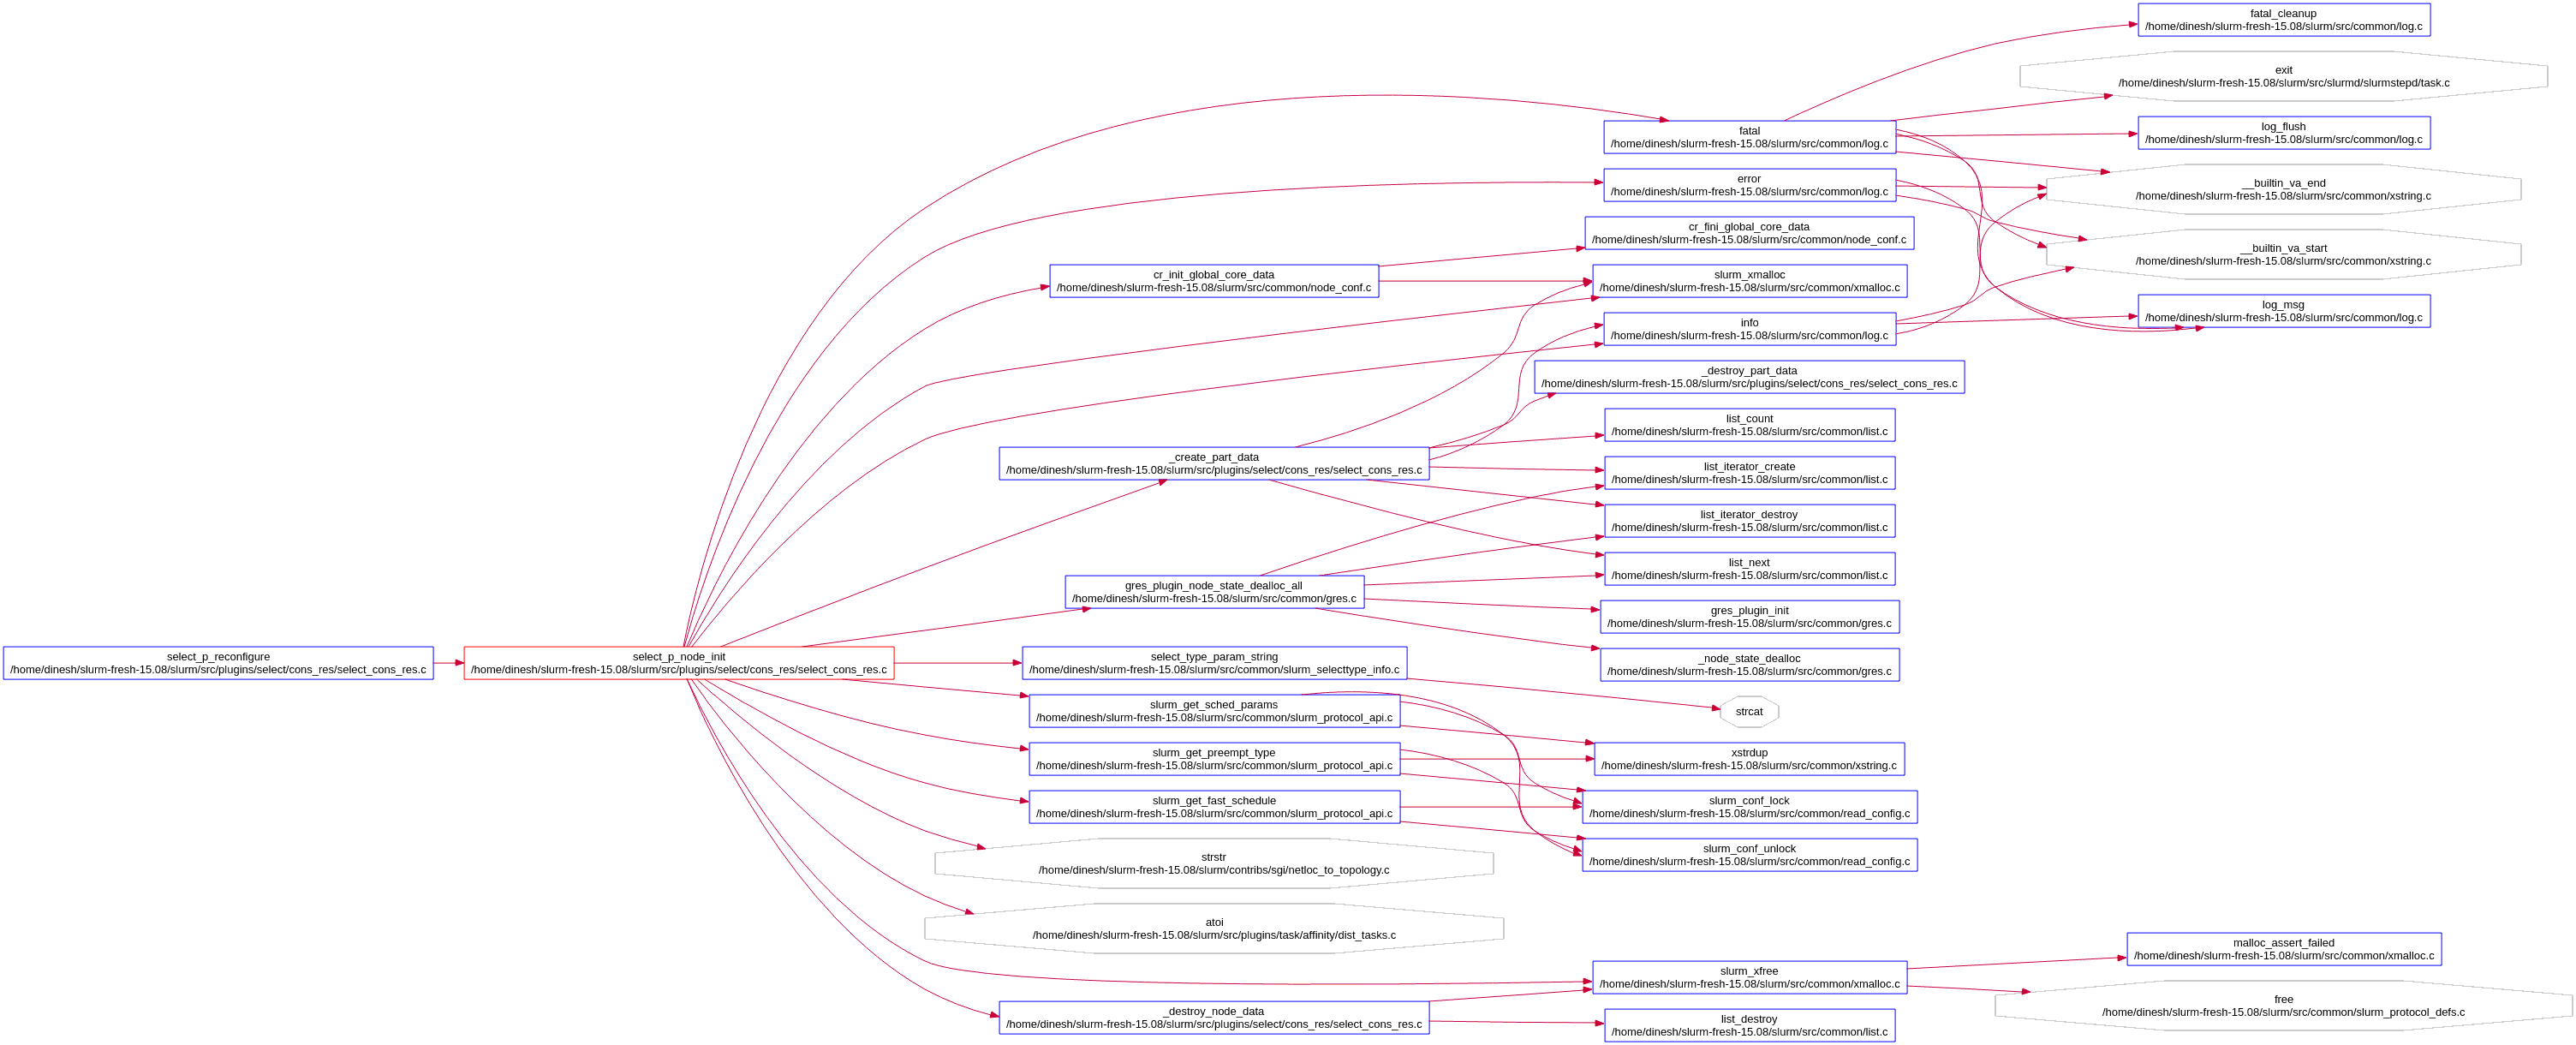 fatal_cleanup
/home/dinesh/slurm-fresh-15.08/slurm/src/common/log.c
exit
/home/dinesh/slurm-fresh-15.08/slurm/src/slurmd/slurmstepd/task.c
fatal
/home/dinesh/slurm-fresh-15.08/slurm/src/common/log.c
log_flush
/home/dinesh/slurm-fresh-15.08/slurm/src/common/log.c
error
/home/dinesh/slurm-fresh-15.08/slurm/src/common/log.c
__builtin_va_end
/home/dinesh/slurm-fresh-15.08/slurm/src/common/xstring.c
cr_fini_global_core_data
/home/dinesh/slurm-fresh-15.08/slurm/src/common/node_conf.c
__builtin_va_start
/home/dinesh/slurm-fresh-15.08/slurm/src/common/xstring.c
cr_init_global_core_data
/home/dinesh/slurm-fresh-15.08/slurm/src/common/node_conf.c
slurm_xmalloc
/home/dinesh/slurm-fresh-15.08/slurm/src/common/xmalloc.c
info
/home/dinesh/slurm-fresh-15.08/slurm/src/common/log.c
log_msg
/home/dinesh/slurm-fresh-15.08/slurm/src/common/log.c
_destroy_part_data
/home/dinesh/slurm-fresh-15.08/slurm/src/plugins/select/cons_res/select_cons_res.c
list_count
/home/dinesh/slurm-fresh-15.08/slurm/src/common/list.c
_create_part_data
/home/dinesh/slurm-fresh-15.08/slurm/src/plugins/select/cons_res/select_cons_res.c
list_iterator_create
/home/dinesh/slurm-fresh-15.08/slurm/src/common/list.c
list_iterator_destroy
/home/dinesh/slurm-fresh-15.08/slurm/src/common/list.c
list_next
/home/dinesh/slurm-fresh-15.08/slurm/src/common/list.c
gres_plugin_node_state_dealloc_all
/home/dinesh/slurm-fresh-15.08/slurm/src/common/gres.c
gres_plugin_init
/home/dinesh/slurm-fresh-15.08/slurm/src/common/gres.c
select_p_reconfigure
/home/dinesh/slurm-fresh-15.08/slurm/src/plugins/select/cons_res/select_cons_res.c
select_p_node_init
/home/dinesh/slurm-fresh-15.08/slurm/src/plugins/select/cons_res/select_cons_res.c
select_type_param_string
/home/dinesh/slurm-fresh-15.08/slurm/src/common/slurm_selecttype_info.c
_node_state_dealloc
/home/dinesh/slurm-fresh-15.08/slurm/src/common/gres.c
slurm_get_sched_params
/home/dinesh/slurm-fresh-15.08/slurm/src/common/slurm_protocol_api.c
strcat
slurm_get_preempt_type
/home/dinesh/slurm-fresh-15.08/slurm/src/common/slurm_protocol_api.c
xstrdup
/home/dinesh/slurm-fresh-15.08/slurm/src/common/xstring.c
slurm_get_fast_schedule
/home/dinesh/slurm-fresh-15.08/slurm/src/common/slurm_protocol_api.c
slurm_conf_lock
/home/dinesh/slurm-fresh-15.08/slurm/src/common/read_config.c
strstr
/home/dinesh/slurm-fresh-15.08/slurm/contribs/sgi/netloc_to_topology.c
slurm_conf_unlock
/home/dinesh/slurm-fresh-15.08/slurm/src/common/read_config.c
atoi
/home/dinesh/slurm-fresh-15.08/slurm/src/plugins/task/affinity/dist_tasks.c
malloc_assert_failed
/home/dinesh/slurm-fresh-15.08/slurm/src/common/xmalloc.c
slurm_xfree
/home/dinesh/slurm-fresh-15.08/slurm/src/common/xmalloc.c
free
/home/dinesh/slurm-fresh-15.08/slurm/src/common/slurm_protocol_defs.c
_destroy_node_data
/home/dinesh/slurm-fresh-15.08/slurm/src/plugins/select/cons_res/select_cons_res.c
list_destroy
/home/dinesh/slurm-fresh-15.08/slurm/src/common/list.c